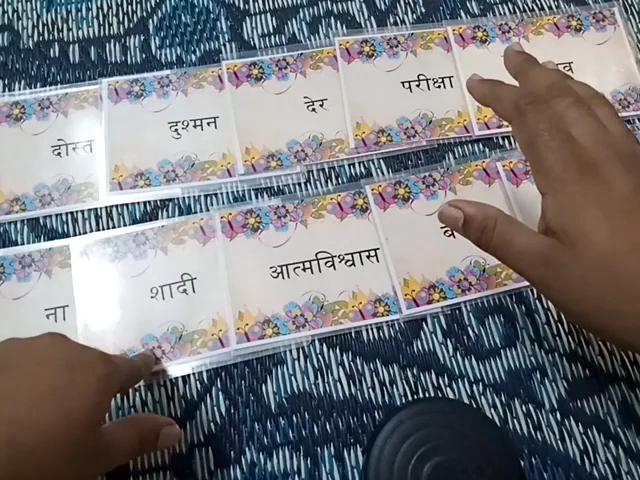 दोस्त दुश्मन देर परीक्षा
ना शादी आत्मविश्वास